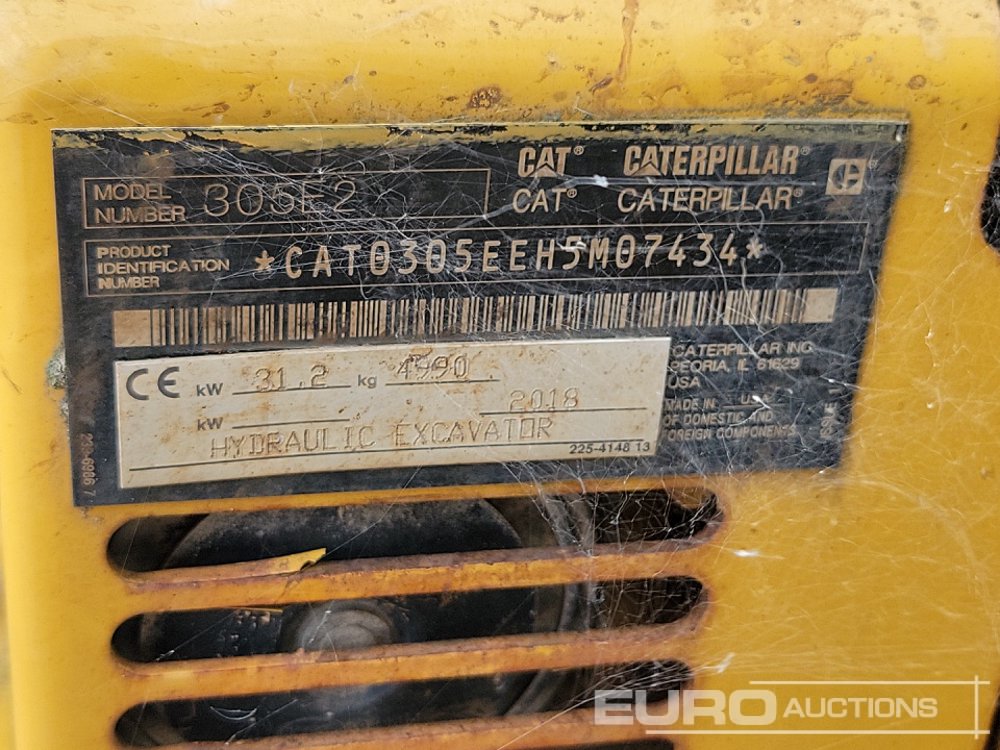 CAT® CATERPILLAR®
MODEL NUMBER 305E2 CAT® CATERPILLAR®
PRODUCT IDENTIFICATION NUMBER *CAT0305EEH5M07434*
CE kW 31.2 kg 4990
kW 2018
HYDRAULIC EXCAVATOR
225-4148 13
CATERPILLAR INC.
PEORIA, IL 61629
USA
MADE IN
OF DOMESTIC AND
FOREIGN COMPONENTS
EURO AUCTIONS